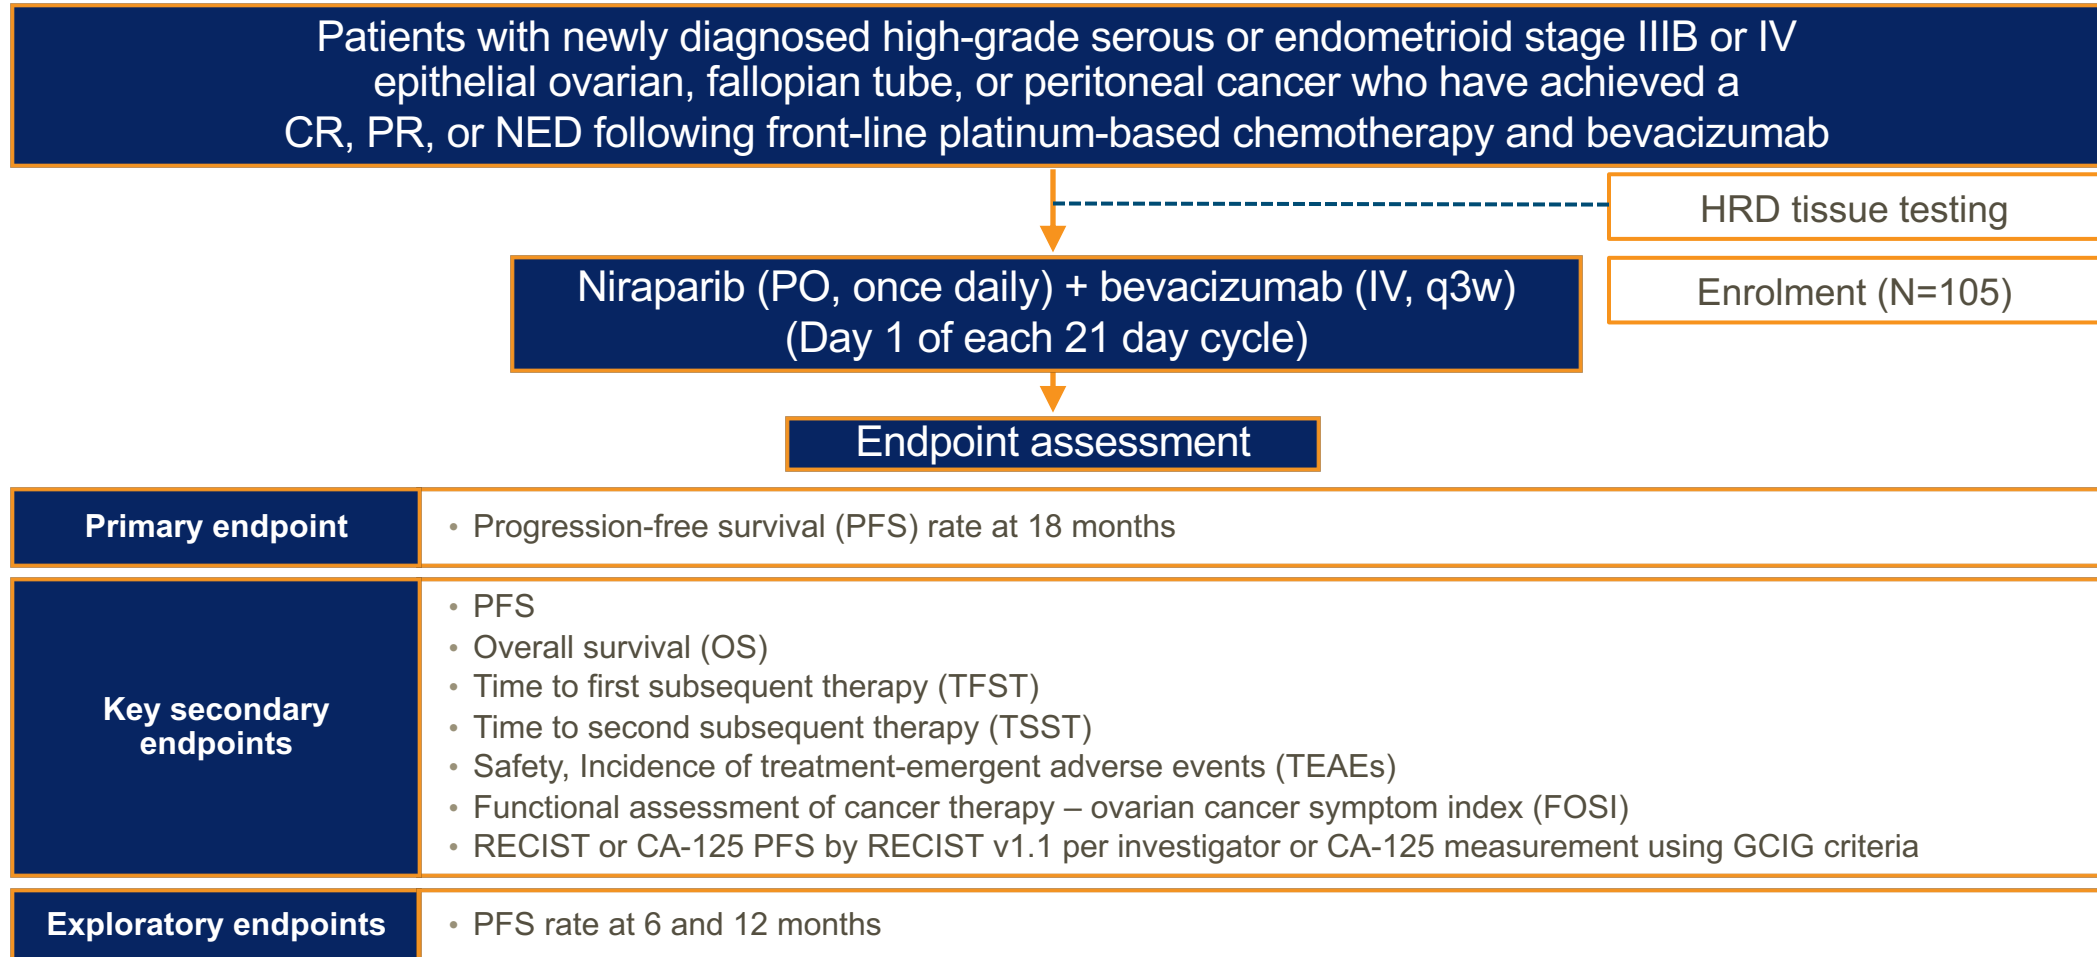 Patients with newly diagnosed high-grade serous or endometrioid stage IIIB or IV
epithelial ovarian, fallopian tube, or peritoneal cancer who have achieved a
CR, PR, or NED following front-line platinum-based chemotherapy and bevacizumab
HRD tissue testing
Niraparib (PO, once daily) + bevacizumab (IV, q3w)
(Day 1 of each 21 day cycle)
Enrolment (N=105)
Endpoint assessment
Primary endpoint
• Progression-free survival (PFS) rate at 18 months
Key secondary
endpoints
• PFS
• Overall survival (OS)
• Time to first subsequent therapy (TFST)
• Time to second subsequent therapy (TSST)
• Safety, Incidence of treatment-emergent adverse events (TEAEs)
• Functional assessment of cancer therapy – ovarian cancer symptom index (FOSI)
• RECIST or CA-125 PFS by RECIST v1.1 per investigator or CA-125 measurement using GCIG criteria
Exploratory endpoints
• PFS rate at 6 and 12 months